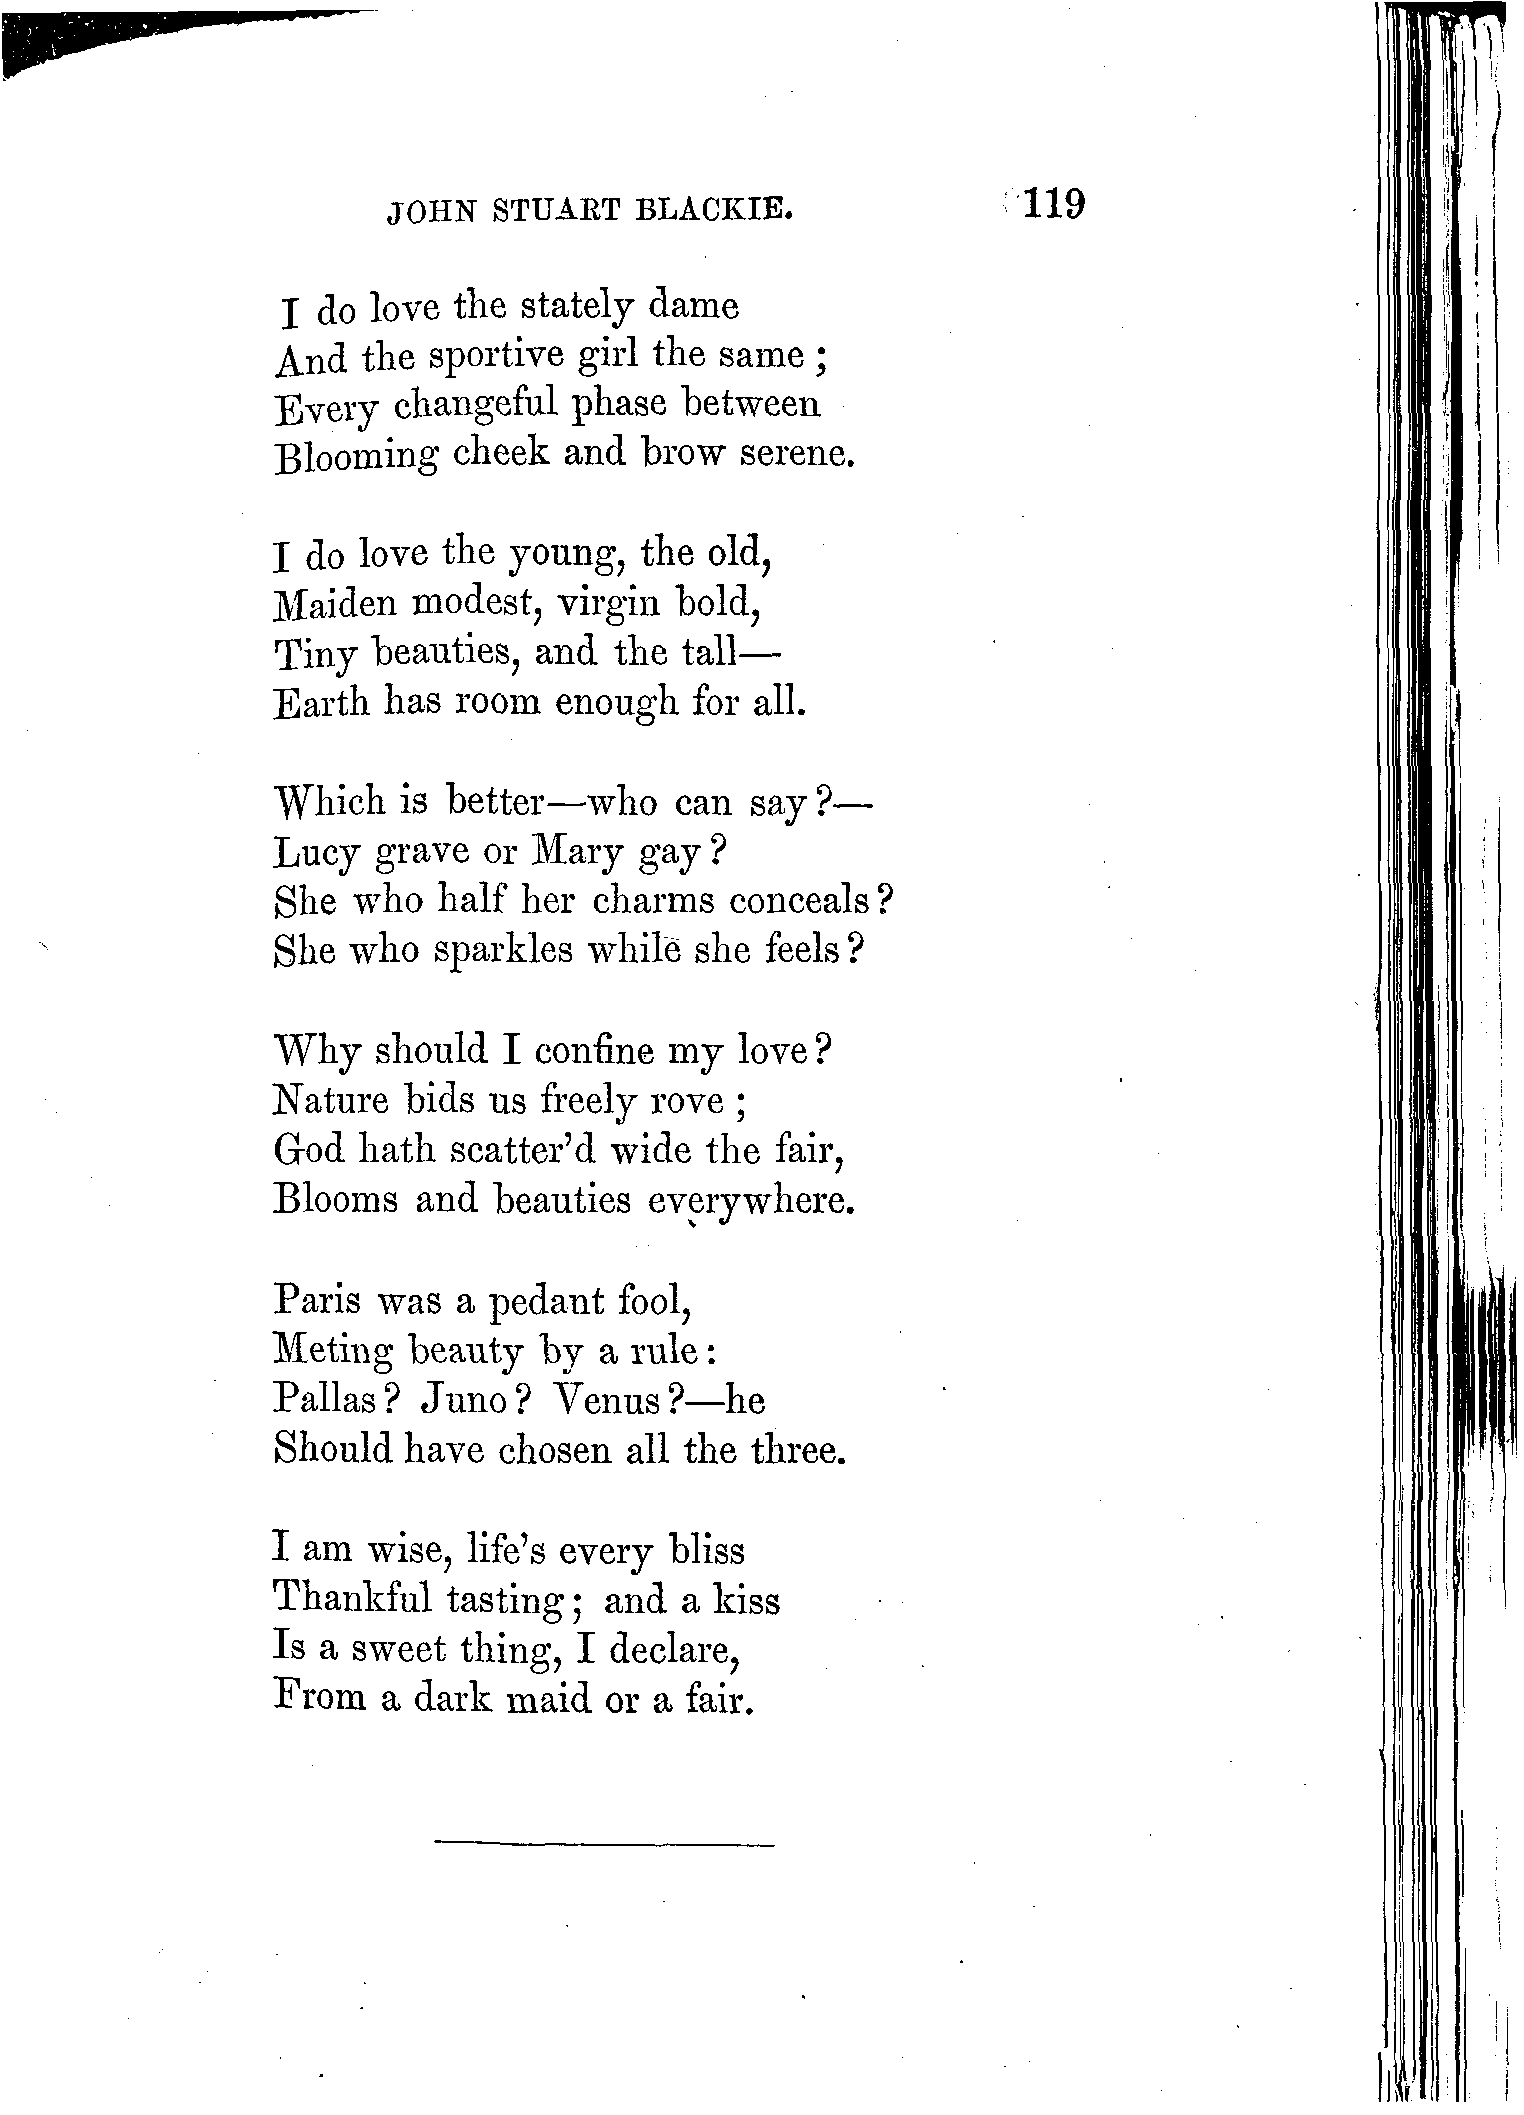 JOHN STUART BLACKIE. 119
I do love the stately dame
And the sportive girl the same ;
Every changeful phase between
Blooming cheek and brow serene.
I do love the young, the old,
Maiden modest, virgin bold,
Tiny beauties, and the tall—
Earth has room enough for all.
Which is better—who can say ?—
Lucy grave or Mary gay ?
She who half her charms conceals ?
She who sparkles while she feels ?
Why should I confine my love ?
Nature bids us freely rove ;
God hath scatter'd wide the fair,
Blooms and beauties everywhere.
Paris was a pedant fool,
Meting beauty by a rule :
Pallas ? Juno ? Venus ?—he
Should have chosen all the three.
I am wise, life's every bliss
Thankful tasting ; and a kiss
Is a sweet thing, I declare,
From a dark maid or a fair.